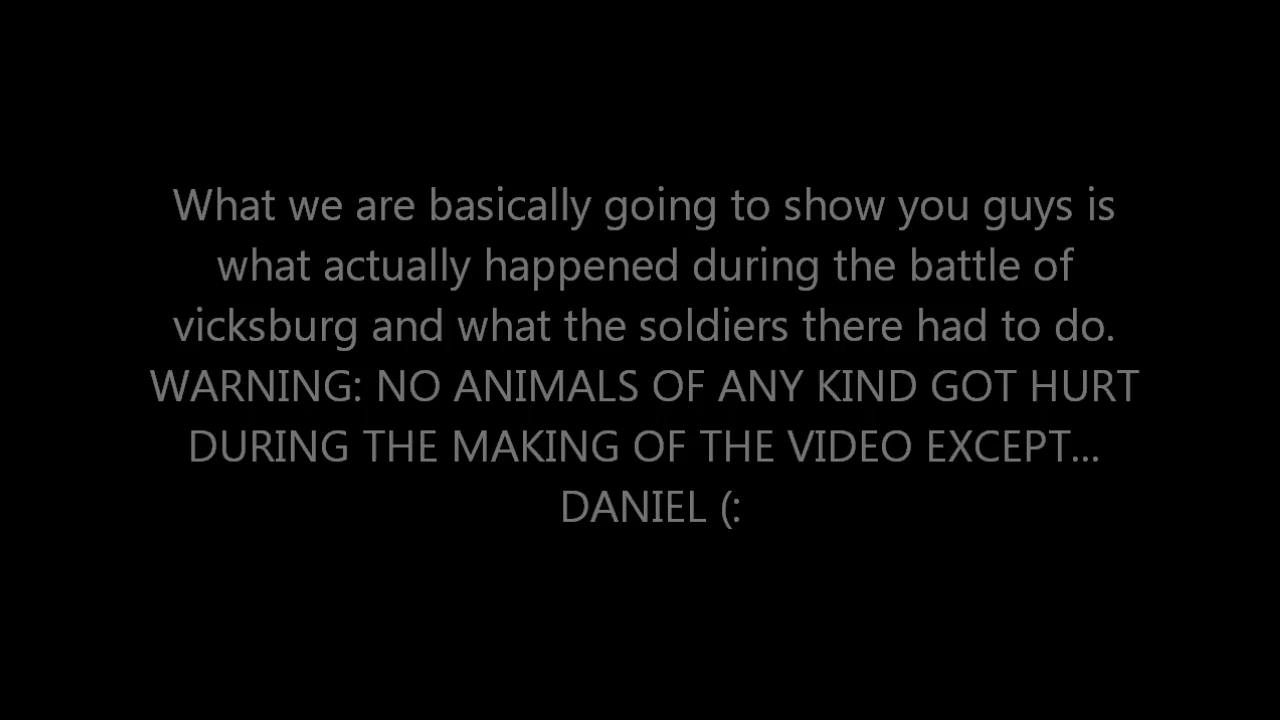 What we are basically going to show you guys is
what actually happened during the battle of
vicksburg and what the soldiers there had to do.
WARNING: NO ANIMALS OF ANY KIND GOT HURT
DURING THE MAKING OF THE VIDEO EXCEPT...
DANIEL (: